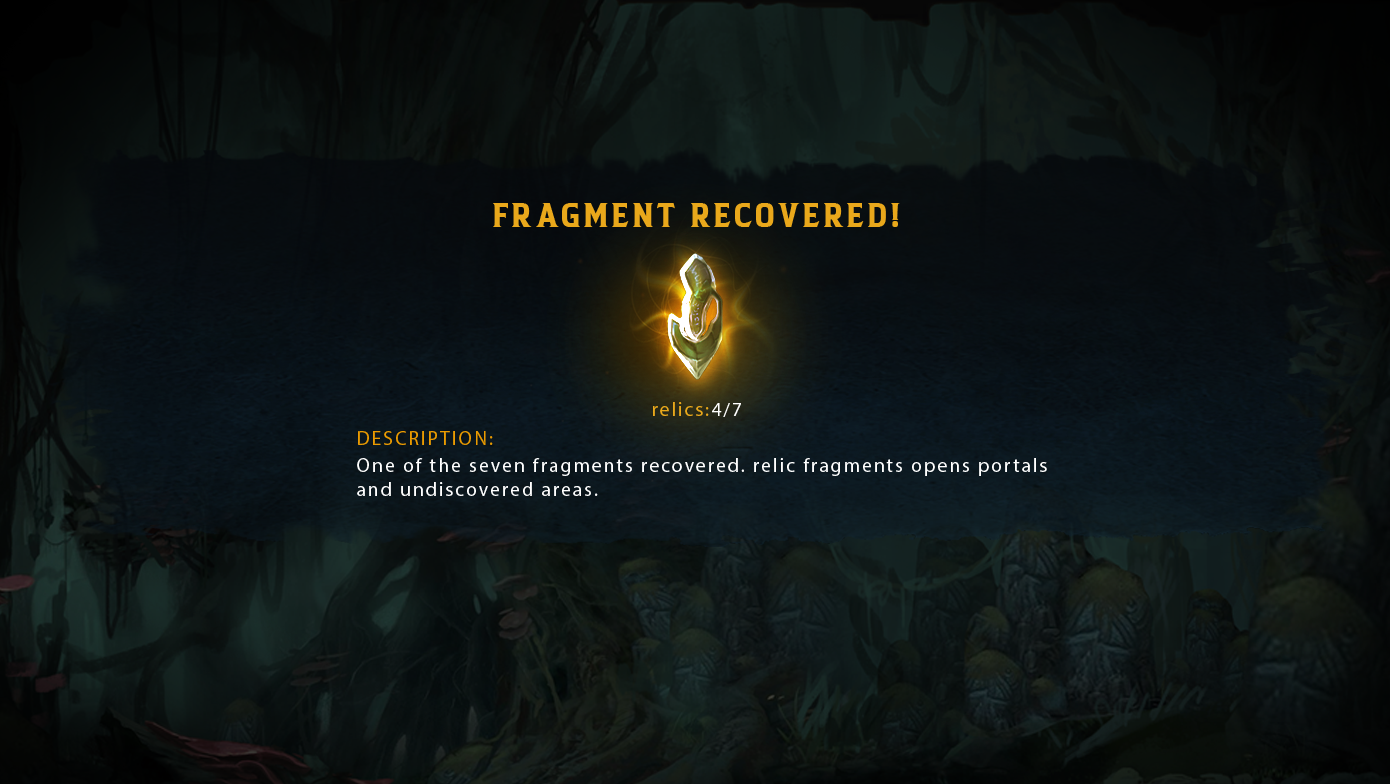 FRAGMENT RECOVERED!
relics:4/7
DESCRIPTION:
One of the seven fragments recovered. relic fragments opens portals
and undiscovered areas.